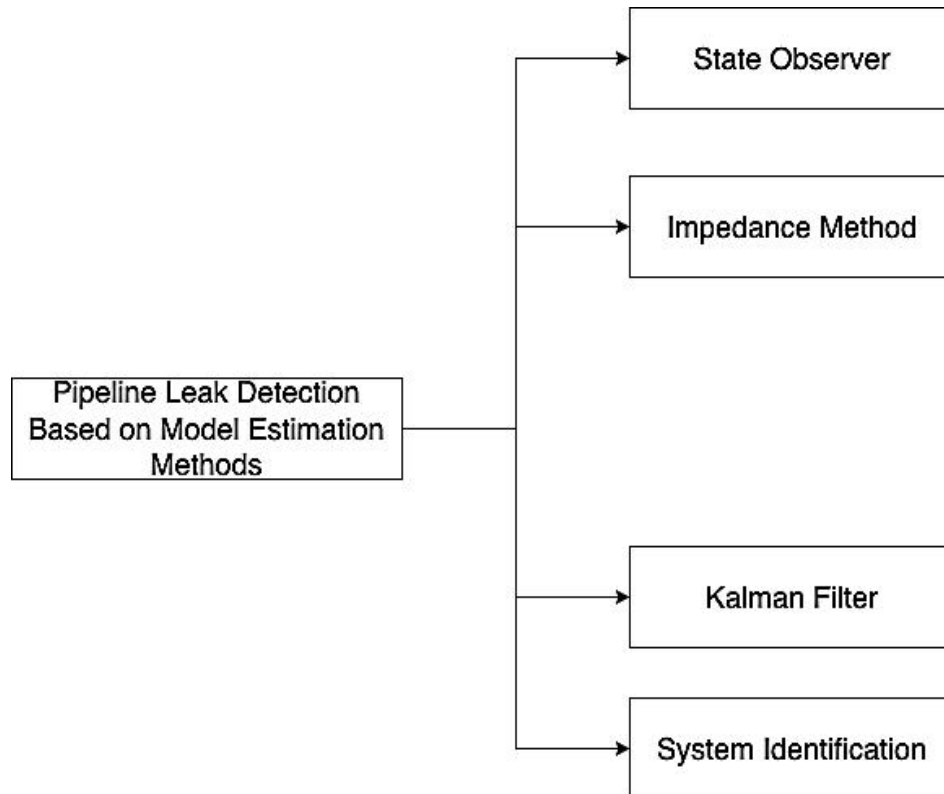 State Observer
Impedance Method
Pipeline Leak Detection
Based on Model Estimation
Methods
Kalman Filter
System Identification